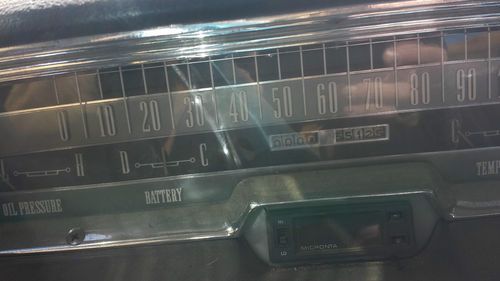 0 10 20 30 40 50 60 70 80 90
L H D C C
OIL PRESSURE BATTERY TEMP
MICRONTA